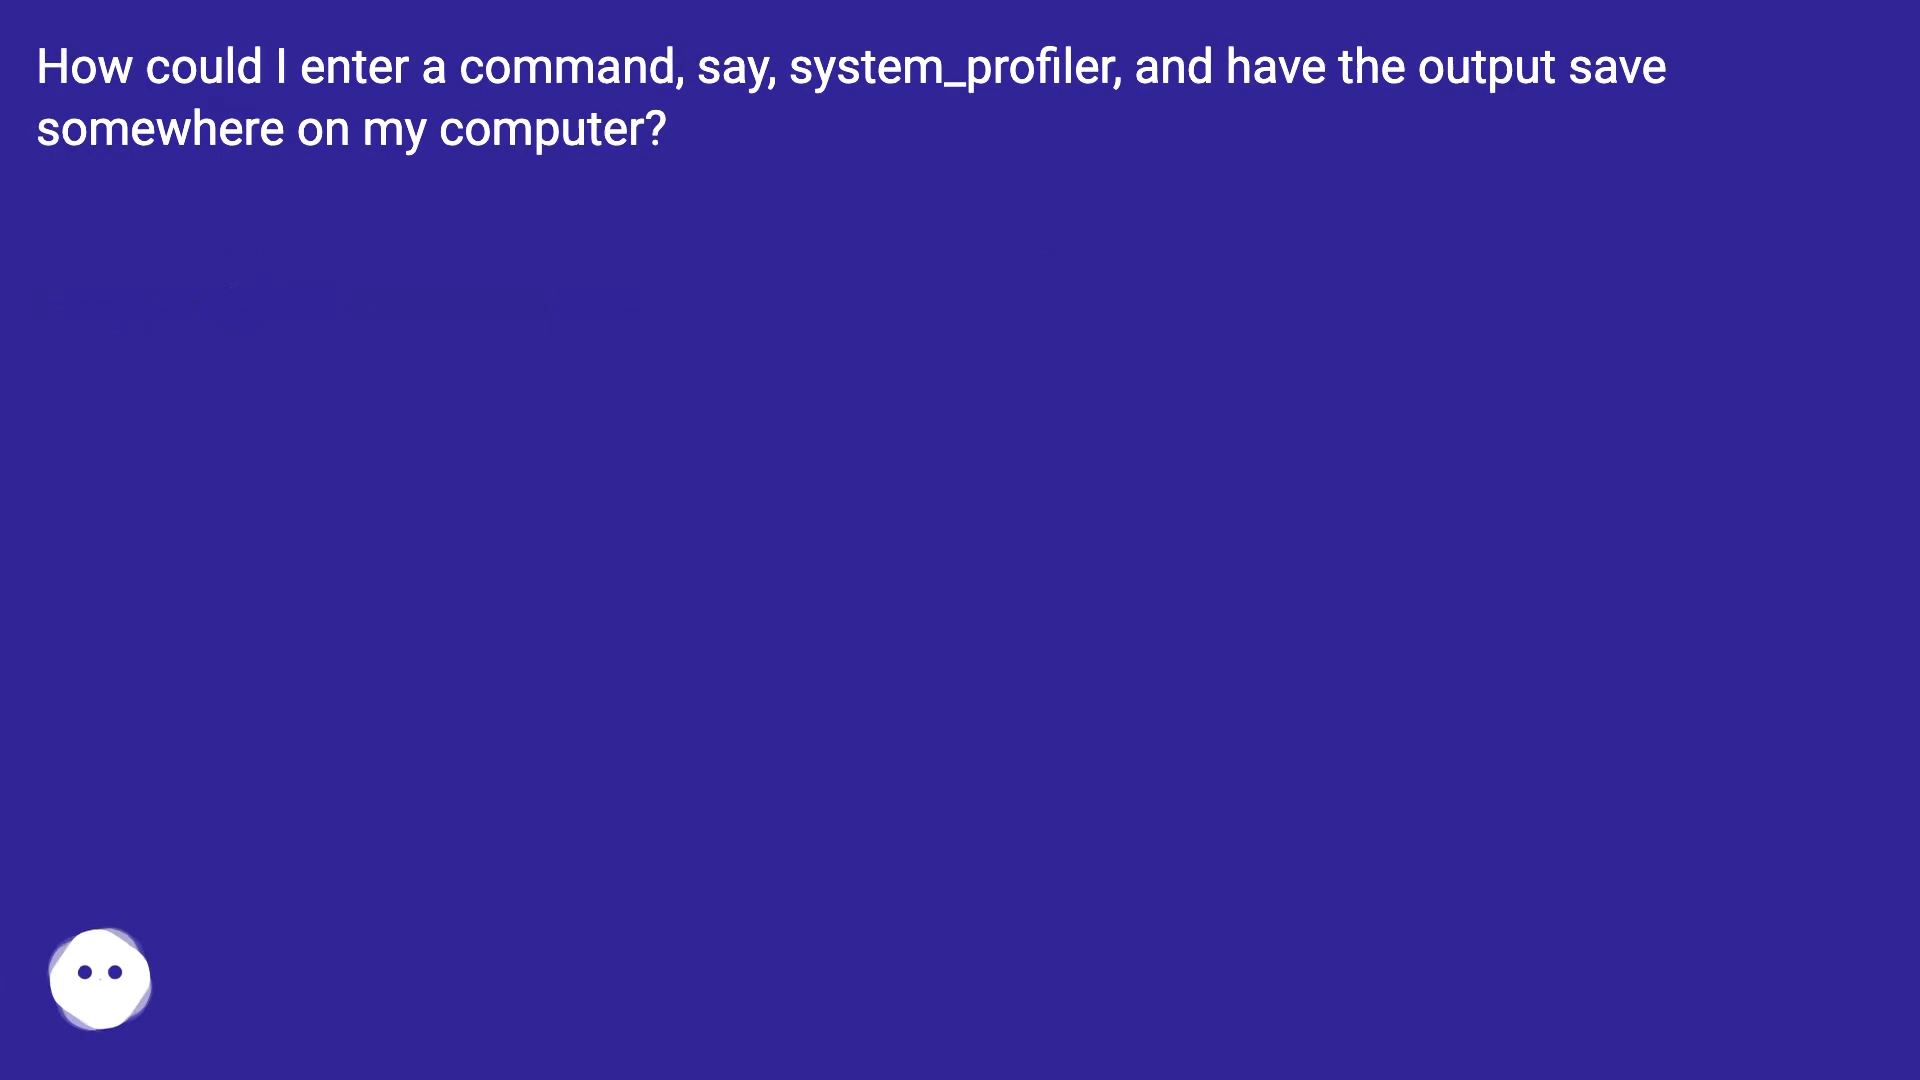 How could I enter a command, say, system_profiler, and have the output save
somewhere on my computer?